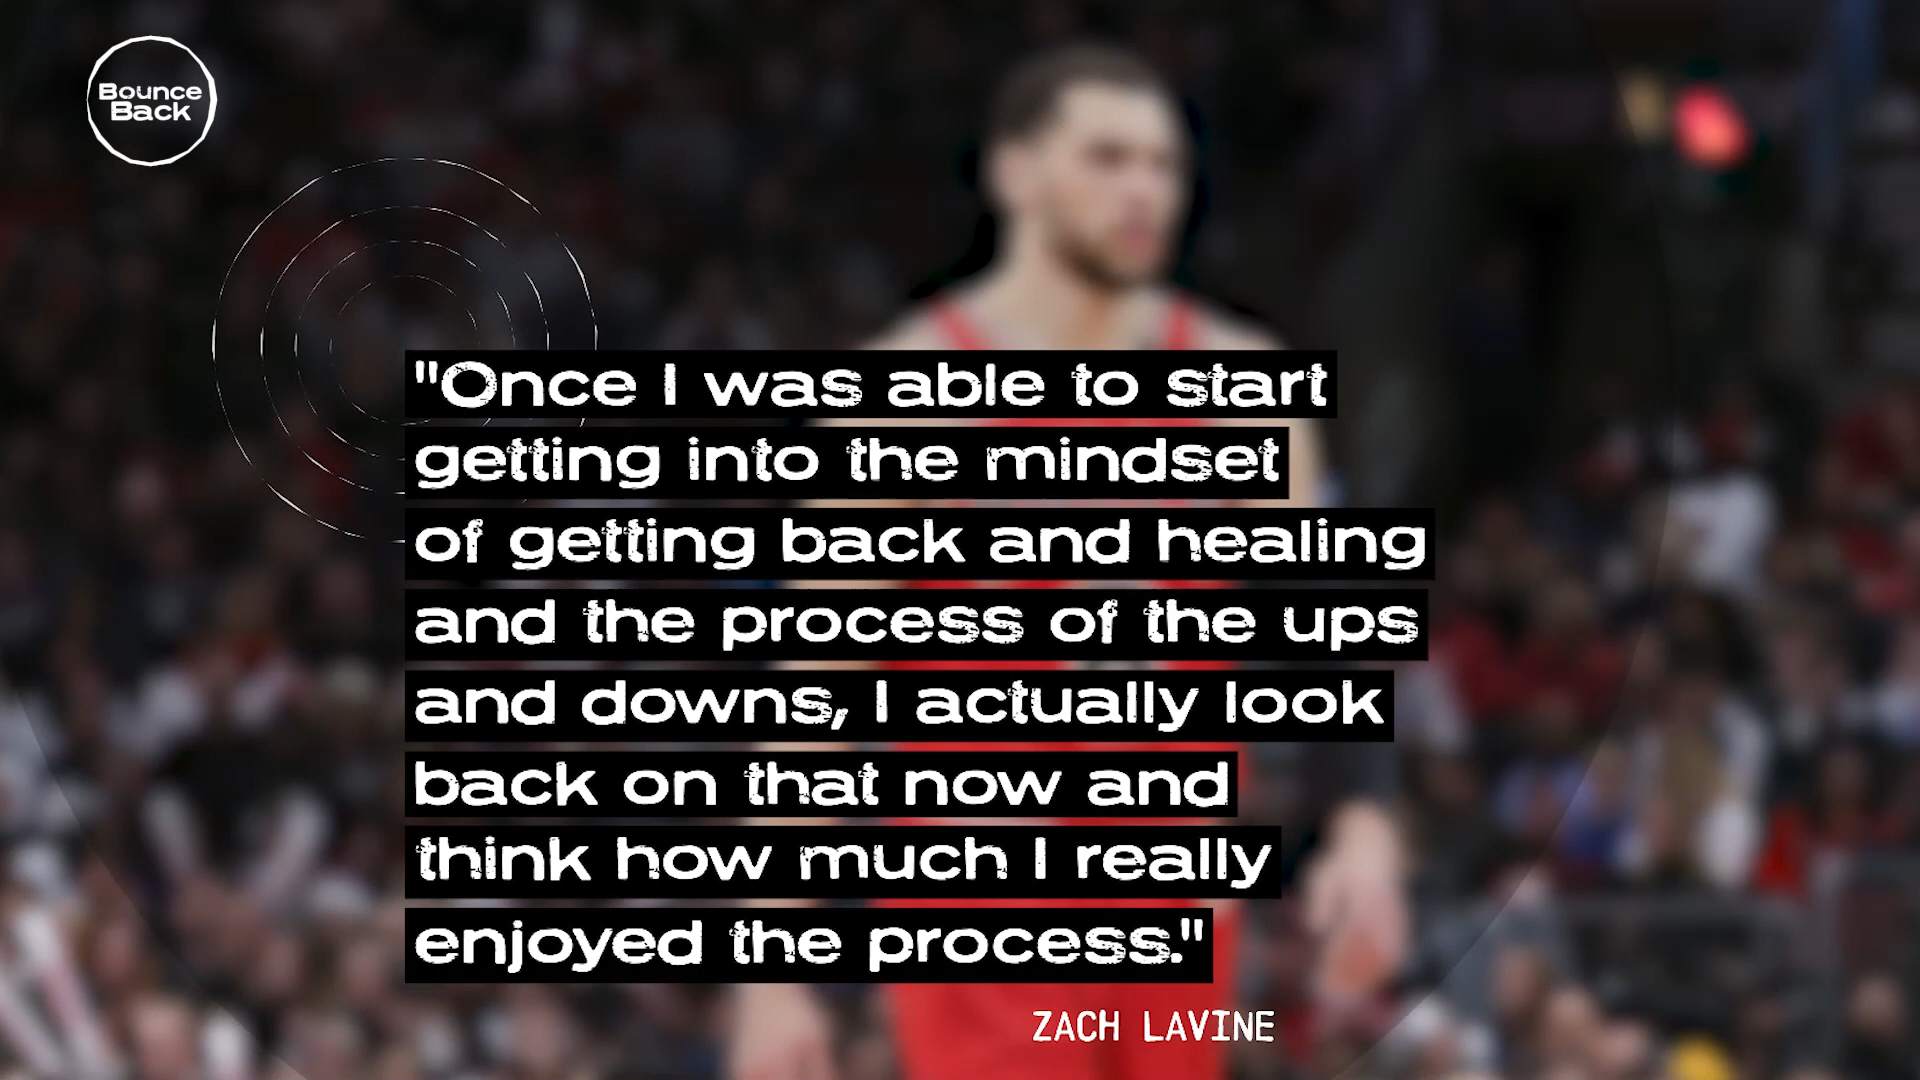 Bounce
Back
"Once I was able to start
getting into the mindset
of getting back and healing
and the process of the ups
and downs, I actually look
back on that now and
think how much I really
enjoyed the process."
ZACH LAVINE